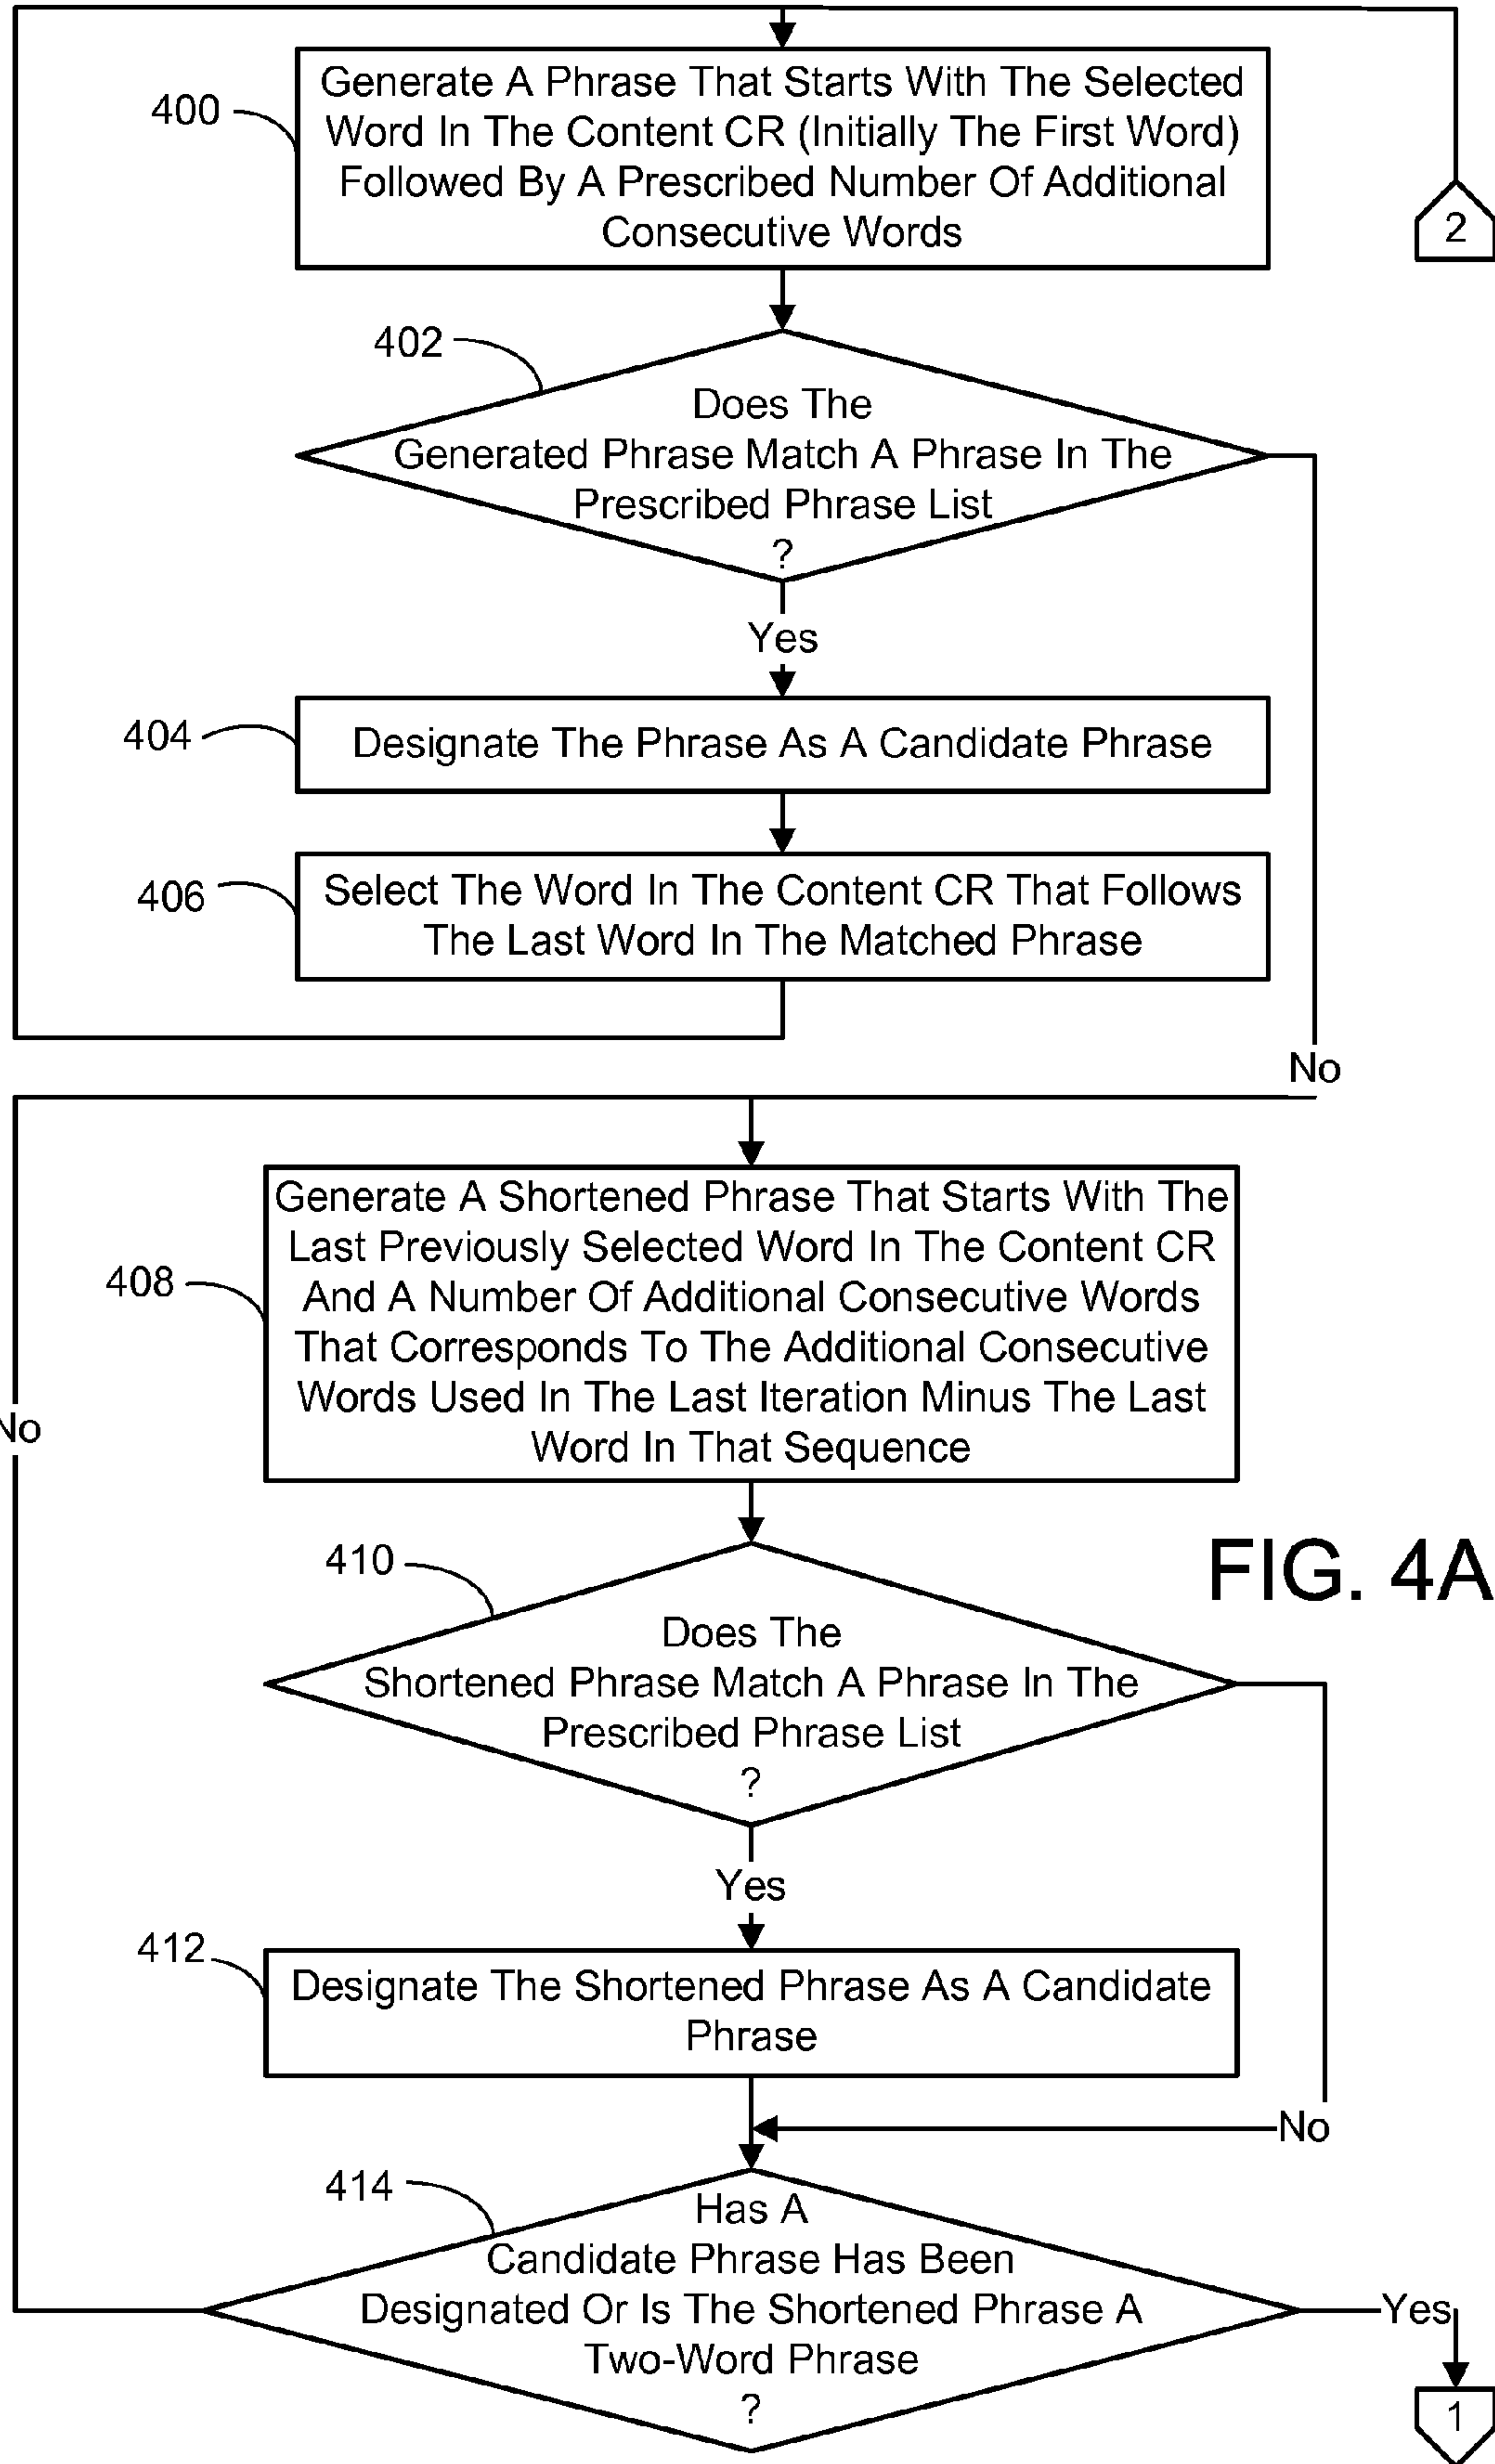 400
Generate A Phrase That Starts With The Selected
Word In The Content CR (Initially The First Word)
Followed By A Prescribed Number Of Additional
Consecutive Words
2
402
Does The
Generated Phrase Match A Phrase In The
Prescribed Phrase List
?
Yes
404
Designate The Phrase As A Candidate Phrase
406
Select The Word In The Content CR That Follows
The Last Word In The Matched Phrase
No
408
Generate A Shortened Phrase That Starts With The
Last Previously Selected Word In The Content CR
And A Number Of Additional Consecutive Words
That Corresponds To The Additional Consecutive
Words Used In The Last Iteration Minus The Last
Word In That Sequence
No
410
FIG. 4A
Does The
Shortened Phrase Match A Phrase In The
Prescribed Phrase List
?
Yes
412
Designate The Shortened Phrase As A Candidate
Phrase
No
414
Has A
Candidate Phrase Has Been
Designated Or Is The Shortened Phrase A
Two-Word Phrase
?
Yes
1